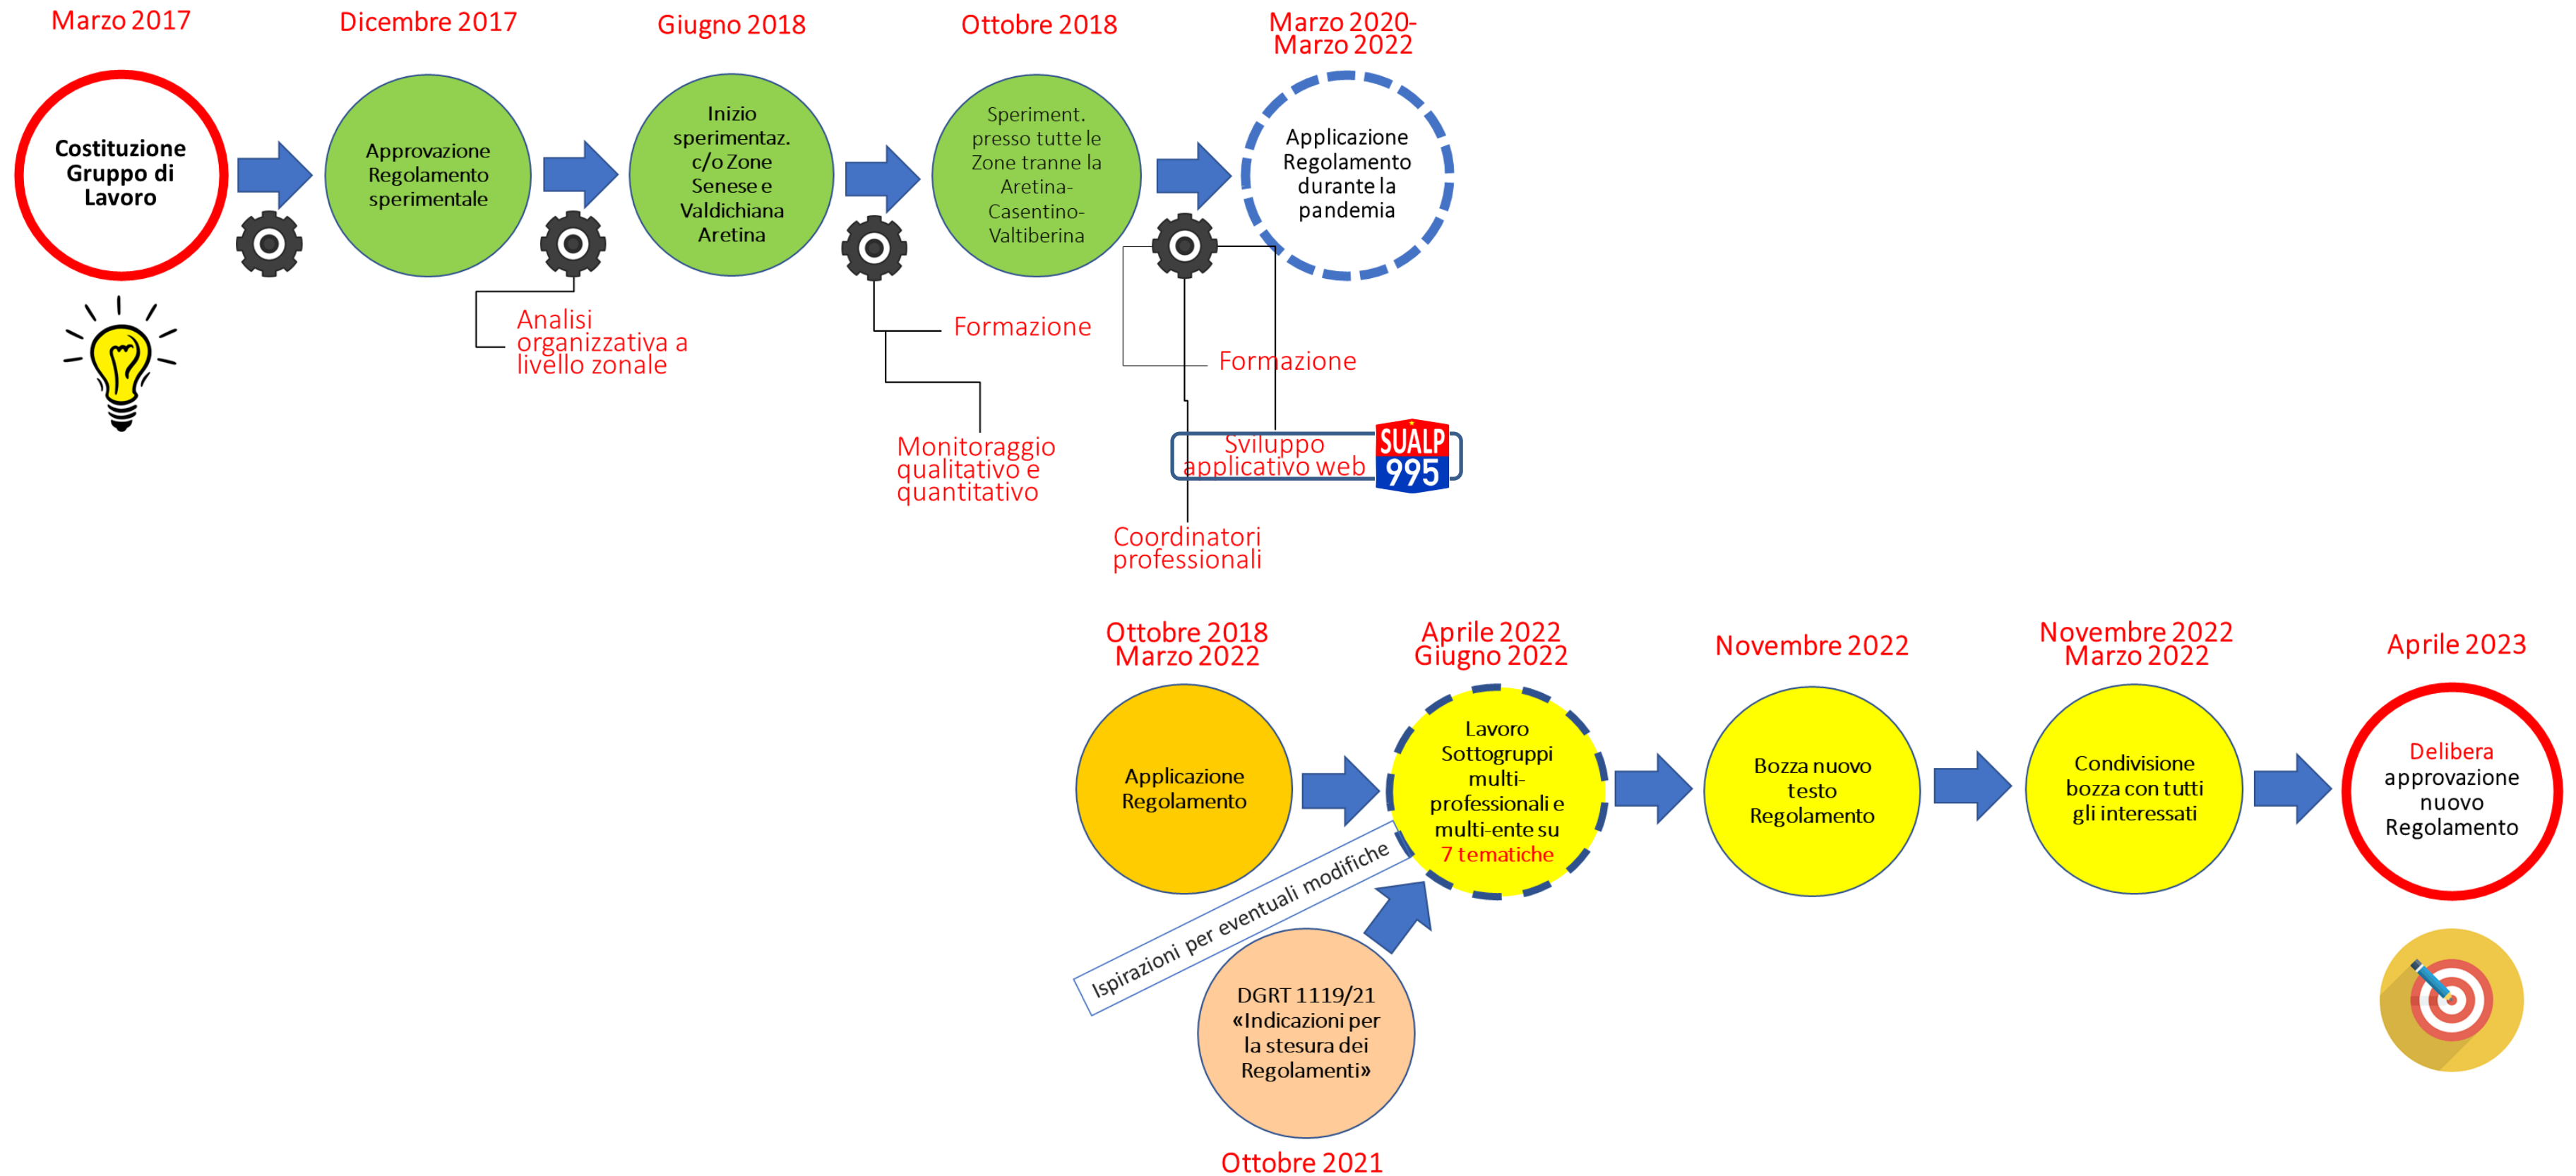 Marzo 2017
Costituzione
Gruppo di
Lavoro
Dicembre 2017
Approvazione
Regolamento
sperimentale
Analisi
organizzativa a
livello zonale
Giugno 2018
Inizio
sperimentaz.
c/o Zone
Senese e
Valdichiana
Aretina
Formazione
Monitoraggio
qualitativo e
quantitativo
Ottobre 2018
Speriment.
presso tutte le
Zone tranne la
Aretina-
Casentino-
Valtiberina
Formazione
Sviluppo
applicativo web
SUALP
995
Coordinatori
professionali
Marzo 2020-
Marzo 2022
Applicazione
Regolamento
durante la
pandemia
Ottobre 2018
Marzo 2022
Applicazione
Regolamento
Ispirazioni per eventuali modifiche
DGRT 1119/21
«Indicazioni per
la stesura dei
Regolamenti»
Ottobre 2021
Aprile 2022
Giugno 2022
Lavoro
Sottogruppi
multi-
professionali e
multi-ente su
7 tematiche
Novembre 2022
Bozza nuovo
testo
Regolamento
Novembre 2022
Marzo 2022
Condivisione
bozza con tutti
gli interessati
Aprile 2023
Delibera
approvazione
nuovo
Regolamento